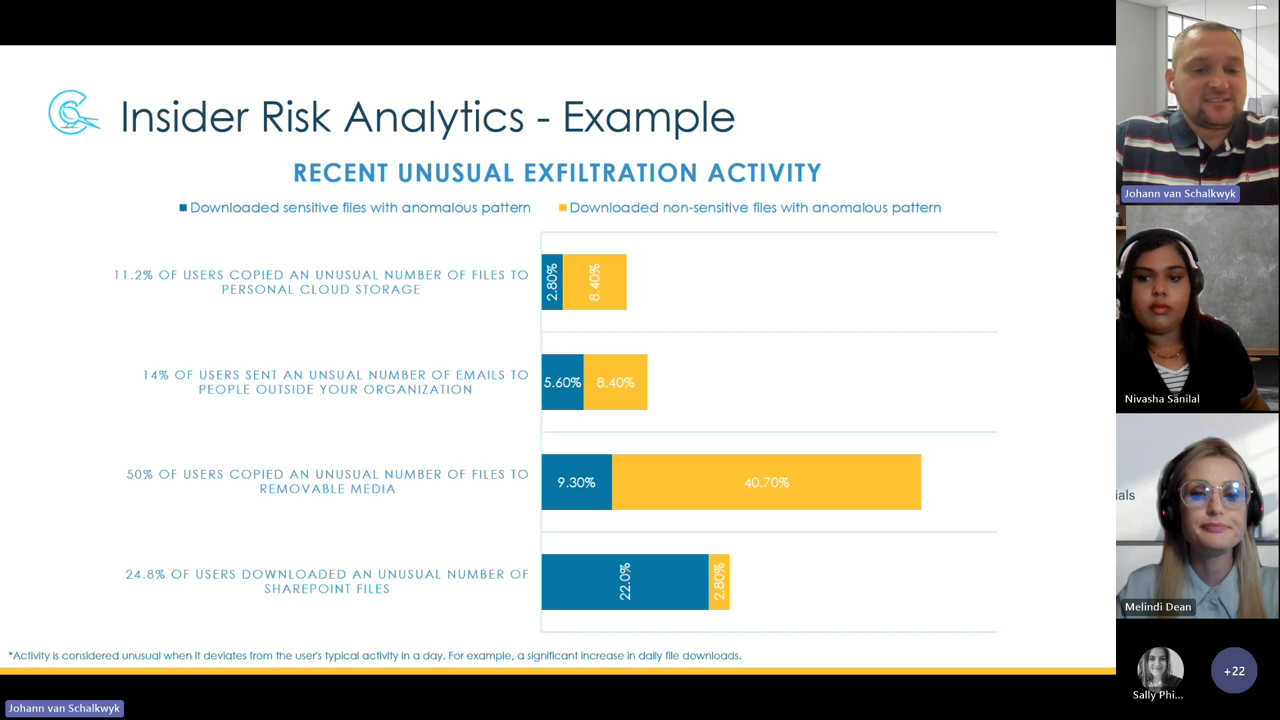 Insider Risk Analytics - Example
RECENT UNUSUAL EXFILTRATION ACTIVITY
Downloaded sensitive files with anomalous pattern
Downloaded non-sensitive files with anomalous pattern
11.2% OF USERS COPIED AN UNUSUAL NUMBER OF FILES TO
PERSONAL CLOUD STORAGE
2.80%
8.40%
14% OF USERS SENT AN UNSUAL NUMBER OF EMAILS TO
PEOPLE OUTSIDE YOUR ORGANIZATION
5.60%
8.40%
50% OF USERS COPIED AN UNUSUAL NUMBER OF FILES TO
REMOVABLE MEDIA
9.30%
40.70%
24.8% OF USERS DOWNLOADED AN UNUSUAL NUMBER OF
SHAREPOINT FILES
22.0%
2.80%
*Activity is considered unusual when it deviates from the user's typical activity in a day. For example, a significant increase in daily file downloads.
Johann van Schalkwyk
Johann van Schalkwyk
Nivasha Sanilal
ials
Melindi Dean
Sally Phi...
+22